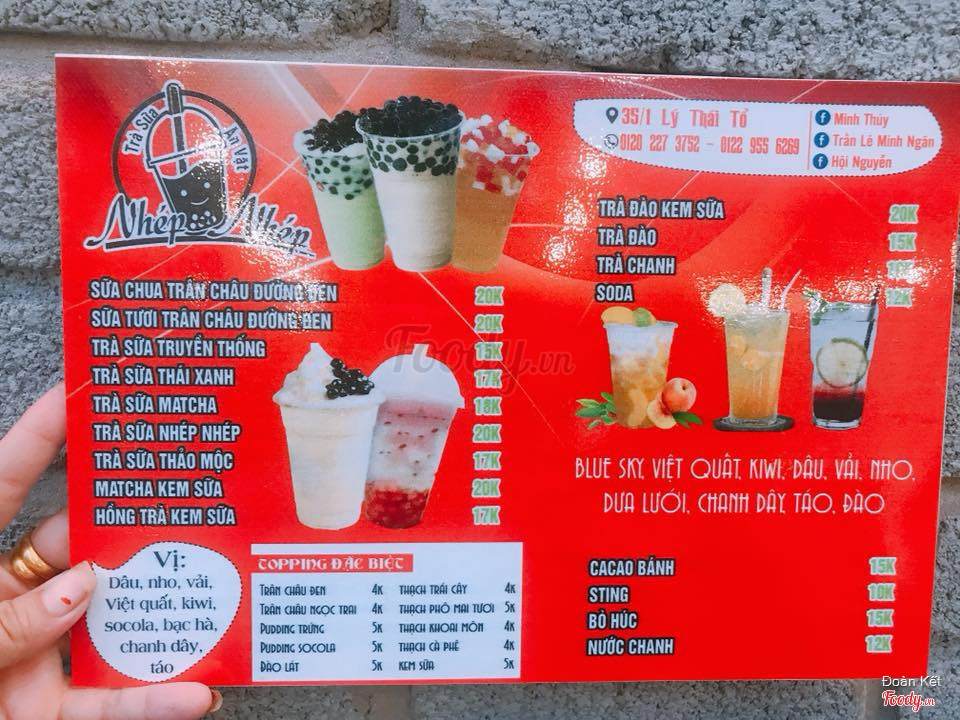 Trà Sữa Ăn Vặt
Nhép Nhép
35/1 Lý Thái Tổ
0120 227 3752 - 0122 955 6269
Minh Thúy
Trần Lê Minh Ngân
Hội Nguyễn
SỮA CHUA TRÂN CHÂU ĐƯỜNG ĐEN 20K
SỮA TƯƠI TRÂN CHÂU ĐƯỜNG ĐEN 20K
TRÀ SỮA TRUYỀN THỐNG 15K
TRÀ SỮA THÁI XANH 17K
TRÀ SỮA MATCHA 18K
TRÀ SỮA NHÉP NHÉP 20K
TRÀ SỮA THẢO MỘC 17K
MATCHA KEM SỮA 20K
HỒNG TRÀ KEM SỮA 17K
Vị:
Dâu, nho, vải,
Việt quất, kiwi,
socola, bạc hà,
chanh dây,
táo
TOPPING ĐẶC BIỆT
TRÂN CHÂU ĐEN 4K THẠCH TRÁI CÂY 4K
TRÂN CHÂU NGỌC TRAI 4K THẠCH PHÔ MAI TƯƠI 5K
PUDDING TRỨNG 5K THẠCH KHOAI MÔN 4K
PUDDING SOCOLA 5K THẠCH CÀ PHÊ 4K
ĐÀO LÁT 5K KEM SỮA 5K
TRÀ ĐÀO KEM SỮA 20K
TRÀ ĐÀO 15K
TRÀ CHANH
SODA 12K
BLUE SKY, VIỆT QUẤT, KIWI, DÂU, VẢI, NHO,
DƯA LƯỚI, CHANH DÂY, TÁO, ĐÀO
CACAO BÁNH 15K
STING 10K
BÒ HÚC 15K
NƯỚC CHANH 12K
Foody.vn
Đoàn Kết
Foody.vn